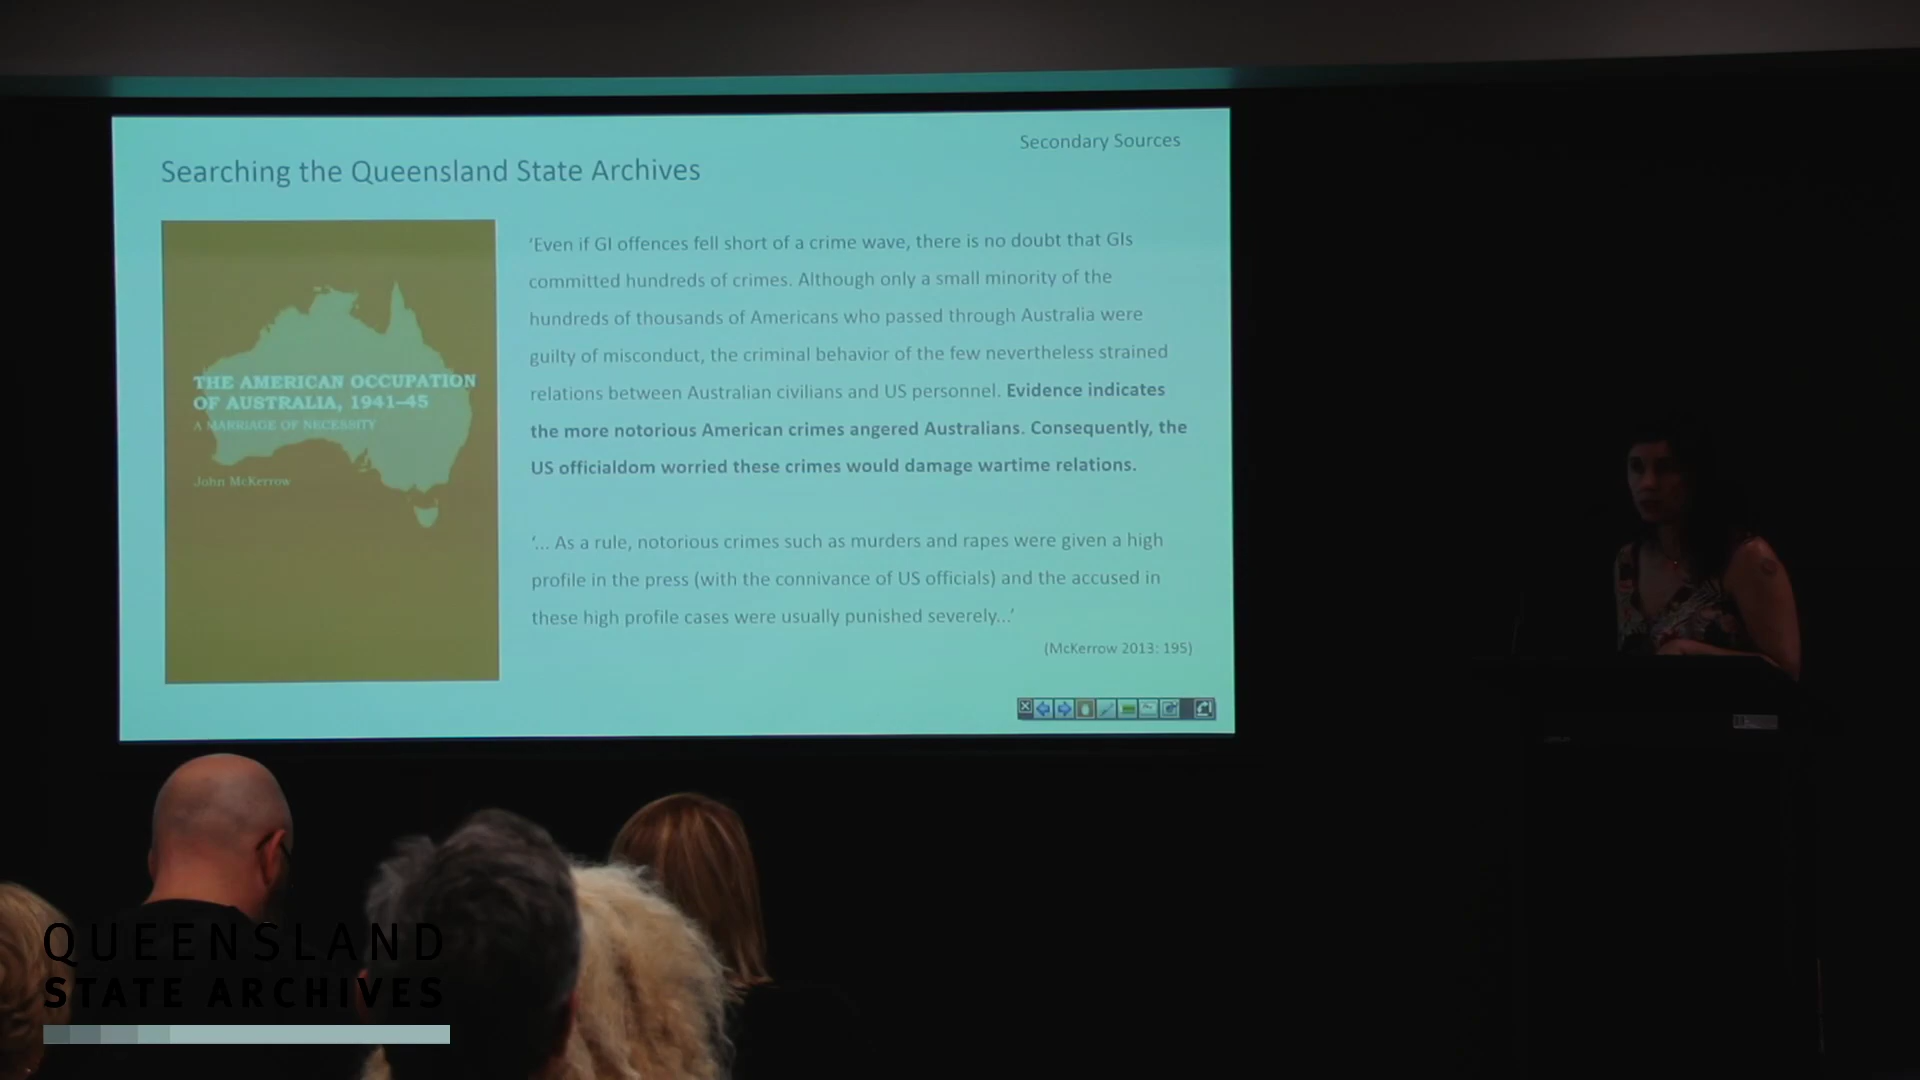 Secondary Sources
Searching the Queensland State Archives
THE AMERICAN OCCUPATION
OF AUSTRALIA, 1941–45
A MARRIAGE OF NECESSITY
John McKerrow
‘Even if GI offences fell short of a crime wave, there is no doubt that GIs
committed hundreds of crimes. Although only a small minority of the
hundreds of thousands of Americans who passed through Australia were
guilty of misconduct, the criminal behavior of the few nevertheless strained
relations between Australian civilians and US personnel. Evidence indicates
the more notorious American crimes angered Australians. Consequently, the
US officialdom worried these crimes would damage wartime relations.
‘... As a rule, notorious crimes such as murders and rapes were given a high
profile in the press (with the connivance of US officials) and the accused in
these high profile cases were usually punished severely...’
(McKerrow 2013: 195)
QUEENSLAND
STATE ARCHIVES